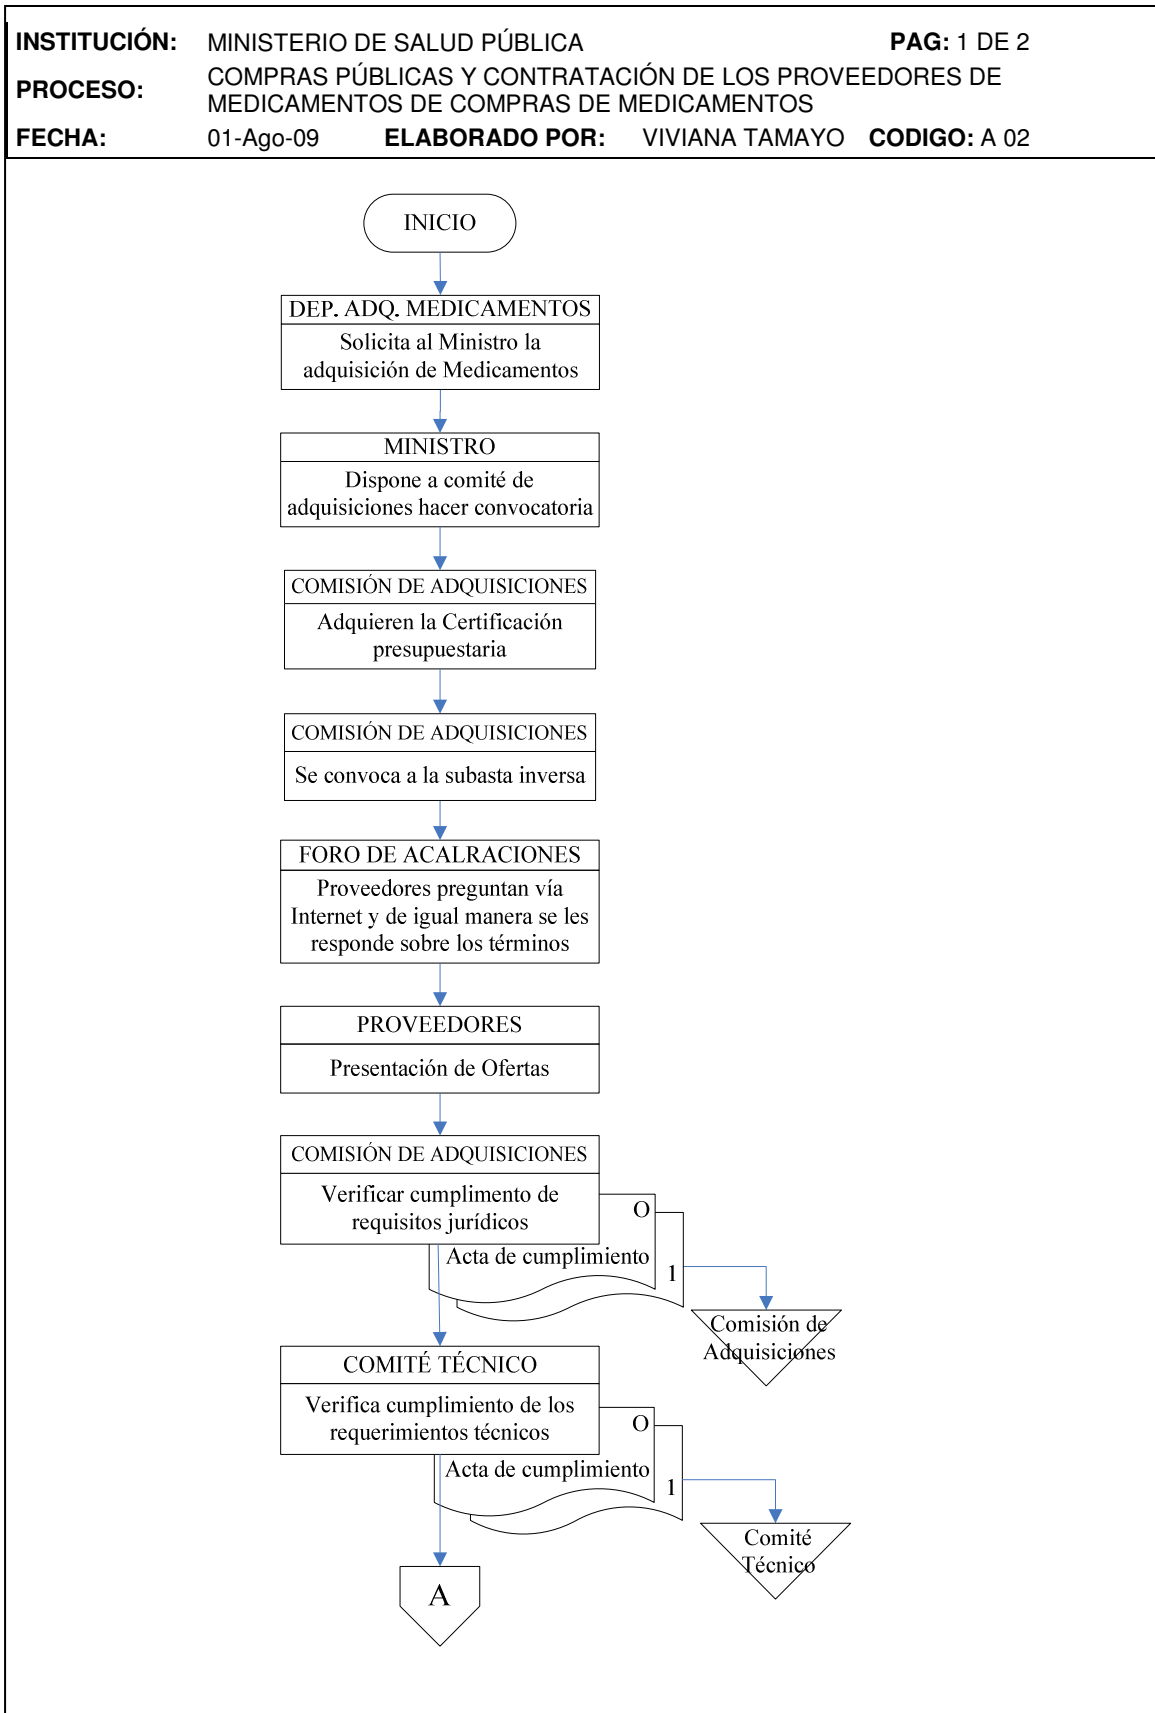 INSTITUCIÓN: MINISTERIO DE SALUD PÚBLICA PAG: 1 DE 2
PROCESO: COMPRAS PÚBLICAS Y CONTRATACIÓN DE LOS PROVEEDORES DE
MEDICAMENTOS DE COMPRAS DE MEDICAMENTOS
FECHA: 01-Ago-09 ELABORADO POR: VIVIANA TAMAYO CODIGO: A 02
INICIO
DEP. ADQ. MEDICAMENTOS
Solicita al Ministro la
adquisición de Medicamentos
MINISTRO
Dispone a comité de
adquisiciones hacer convocatoria
COMISIÓN DE ADQUISICIONES
Adquieren la Certificación
presupuestaria
COMISIÓN DE ADQUISICIONES
Se convoca a la subasta inversa
FORO DE ACALRACIONES
Proveedores preguntan vía
Internet y de igual manera se les
responde sobre los términos
PROVEEDORES
Presentación de Ofertas
COMISIÓN DE ADQUISICIONES
Verificar cumplimento de
requisitos jurídicos
O
Acta de cumplimiento
1
Comisión de
Adquisiciones
COMITÉ TÉCNICO
Verifica cumplimiento de los
requerimientos técnicos
O
Acta de cumplimiento
1
Comité
Técnico
A